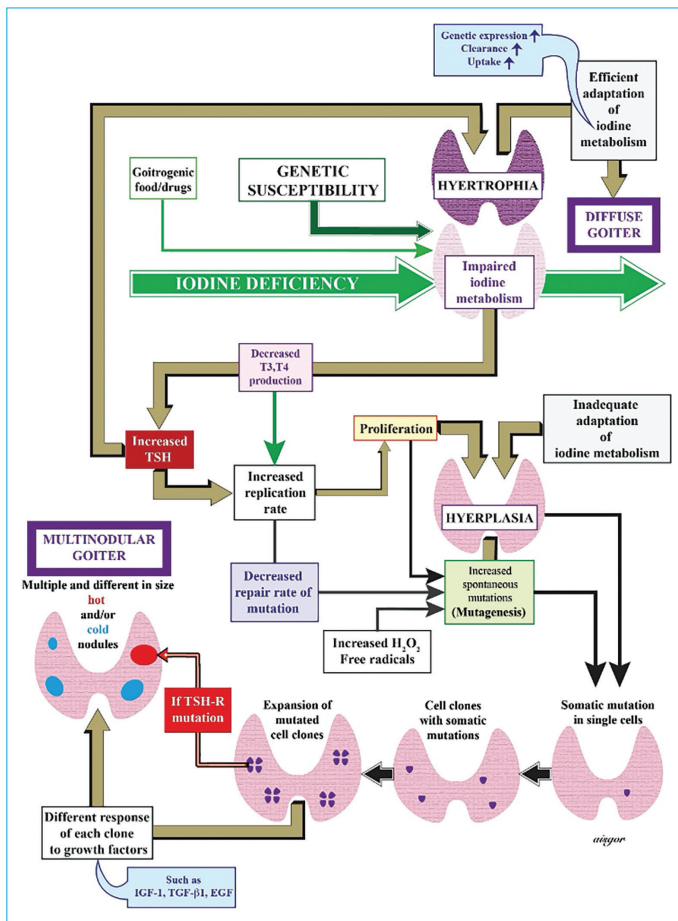 Genetic expression ↑
Clearance ↑
Uptake ↑
Efficient
adaptation
of
iodine
metabolism
Goitrogenic
food/drugs
GENETIC
SUSCEPTIBILITY
HYERTROPHIA
DIFFUSE
GOITER
IODINE DEFICIENCY
Impaired
iodine
metabolism
Decreased
T3,T4
production
Increased
TSH
Proliferation
Inadequate
adaptation
of
iodine metabolism
Increased
replication
rate
HYERPLASIA
MULTINODULAR
GOITER
Multiple and different in size
hot
and/or
cold
nodules
Decreased
repair rate of
mutation
Increased
spontaneous
mutations
(Mutagenesis)
Increased H₂O₂
Free radicals
If TSH-R
mutation
Expansion of
mutated
cell clones
Cell clones
with somatic
mutations
Somatic mutation
in single cells
Different response
of each clone
to growth factors
Such as
IGF-1, TGF-β1, EGF
aisgor